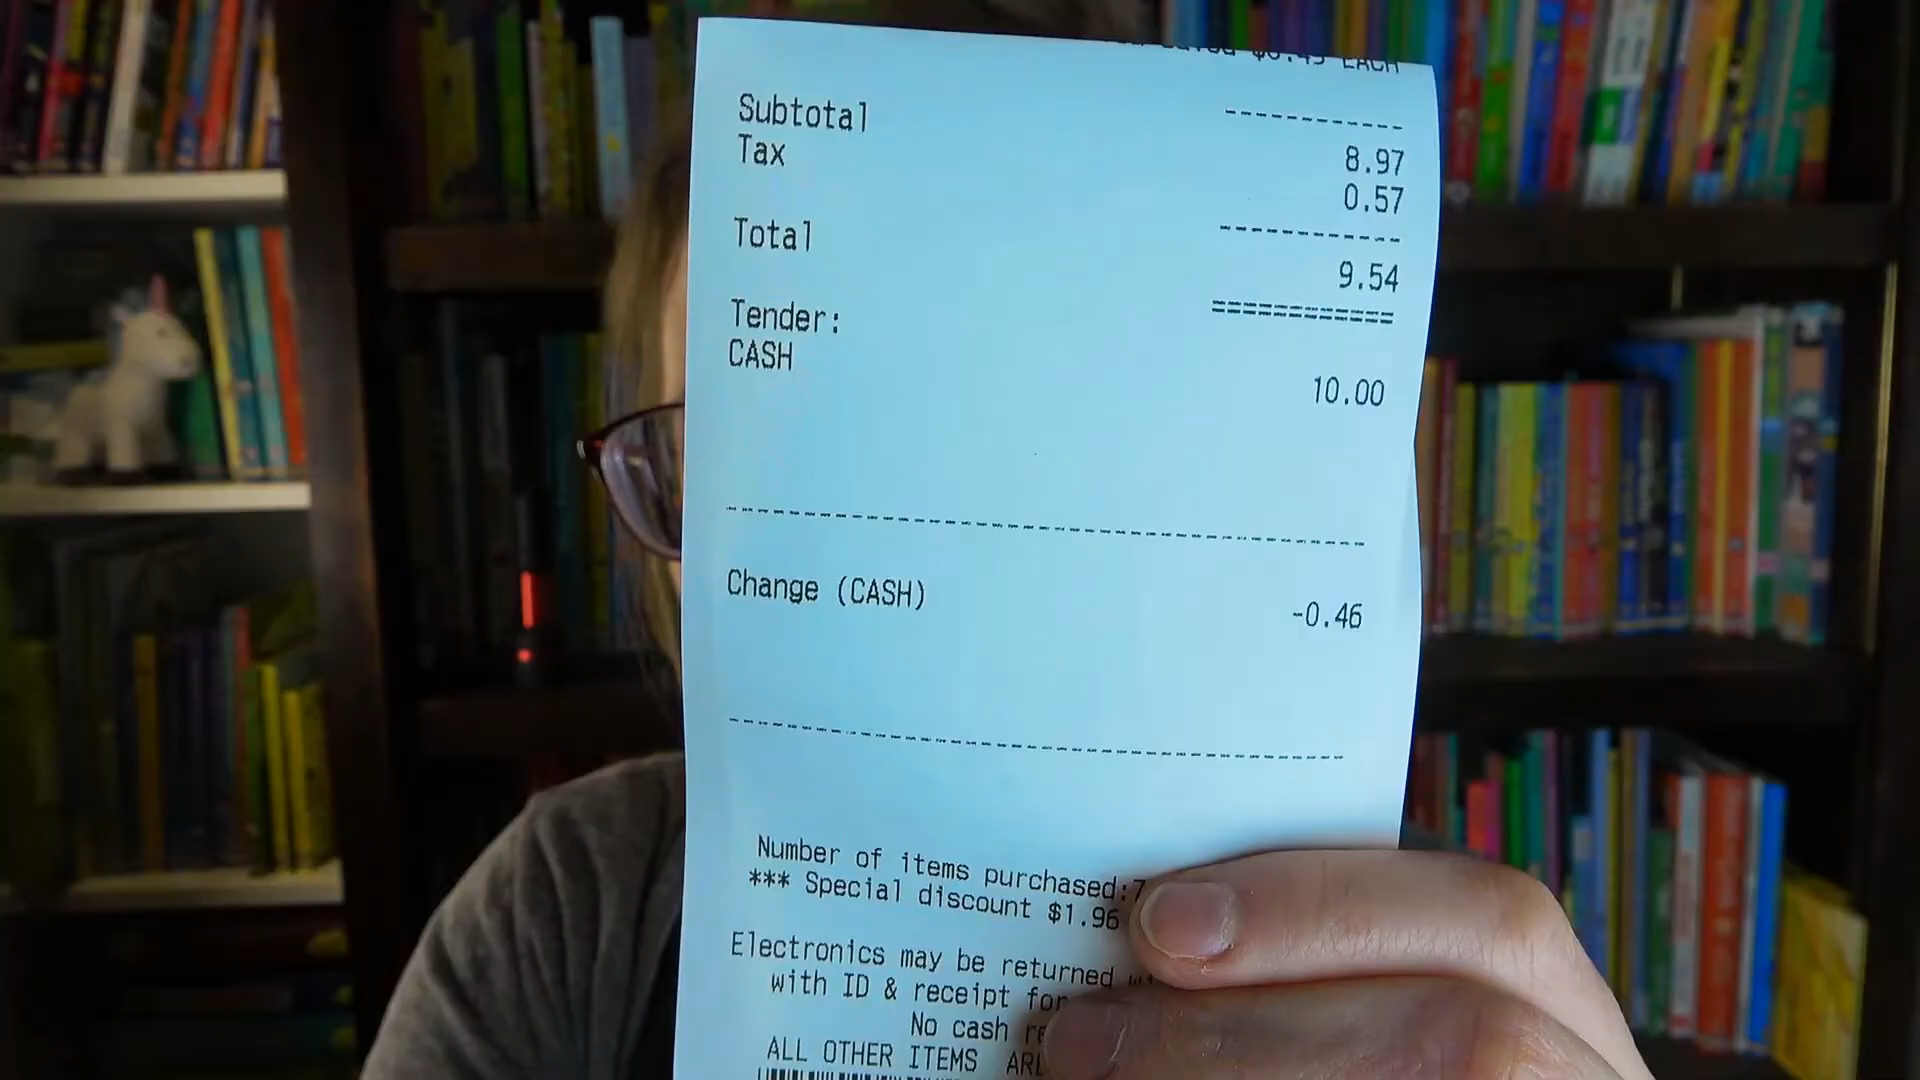 EACH
Subtotal 8.97
Tax 0.57
Total 9.54
Tender:
CASH 10.00
Change (CASH) -0.46
Number of items purchased:7
*** Special discount $1.96
Electronics may be returned
with ID & receipt for
No cash
ALL OTHER ITEMS